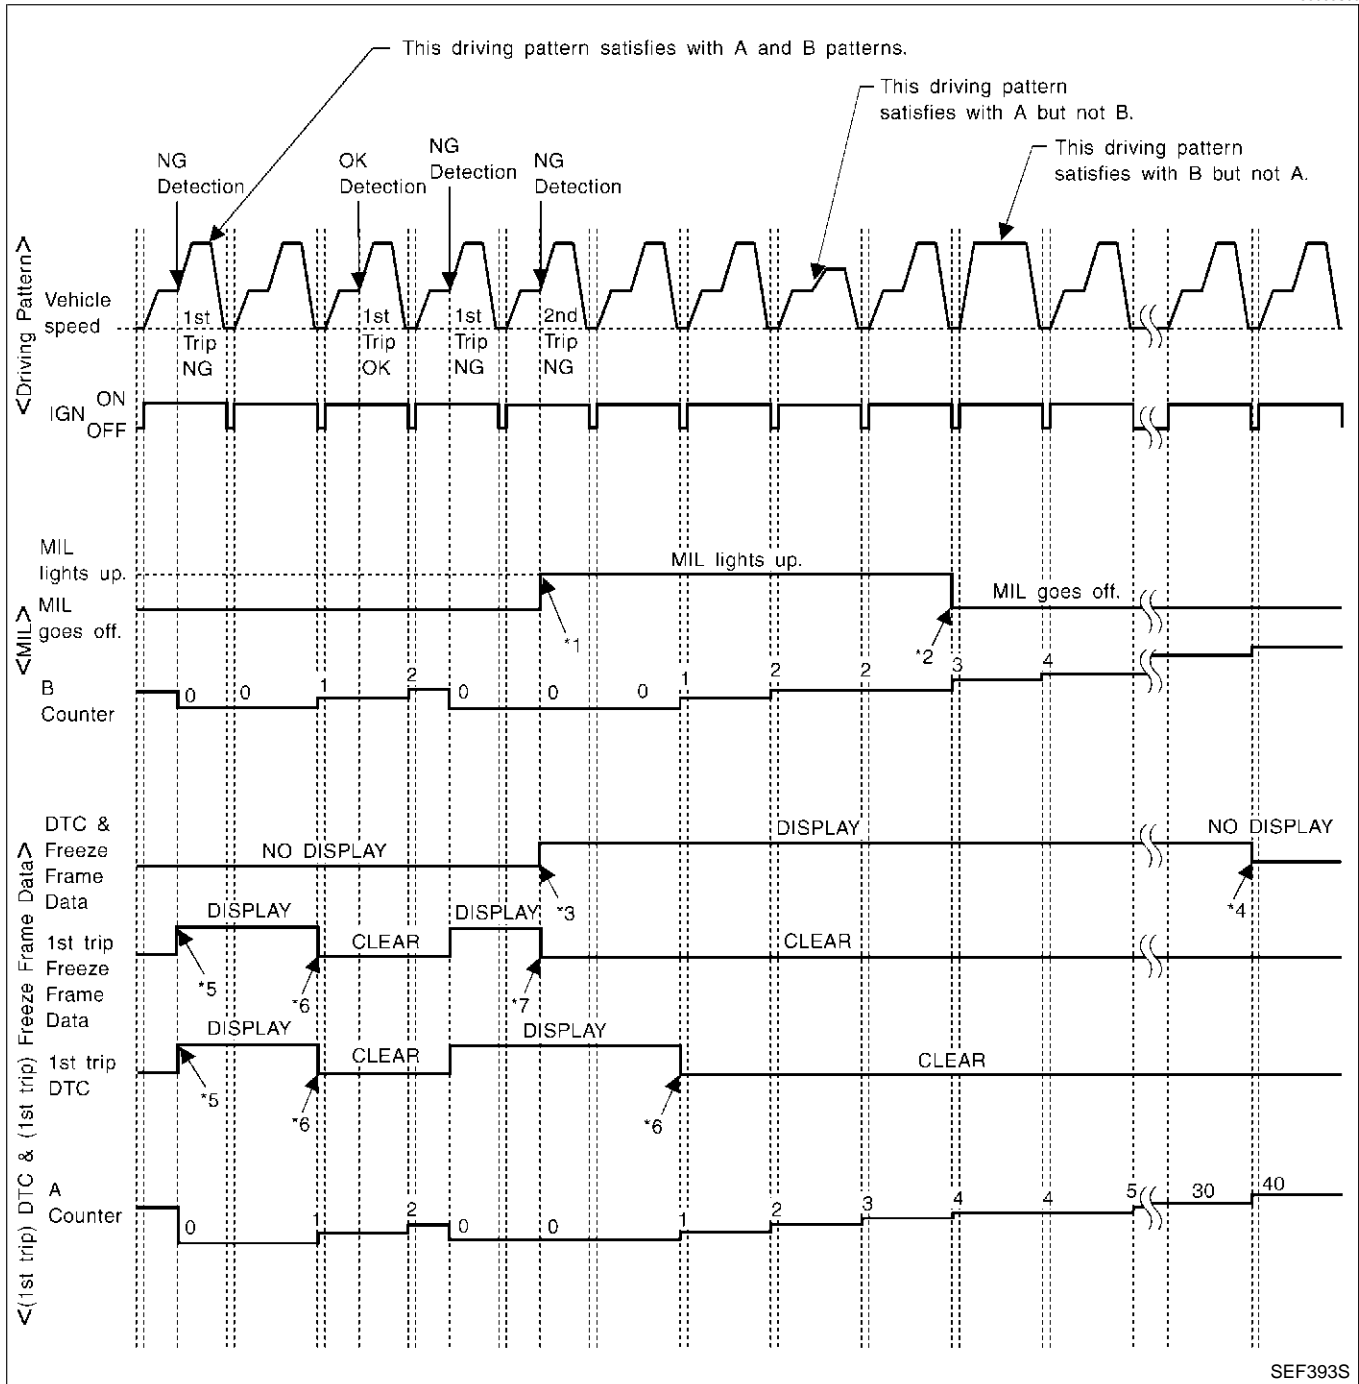 This driving pattern satisfies with A and B patterns.
This driving pattern
satisfies with A but not B.
This driving pattern
satisfies with B but not A.
NG
Detection
OK
Detection
NG
Detection
NG
Detection
<Driving Pattern>
Vehicle
speed
1st
Trip
NG
1st
Trip
OK
1st
Trip
NG
2nd
Trip
NG
IGN
ON
OFF
<MIL>
MIL
lights up.
MIL
goes off.
MIL lights up.
MIL goes off.
*1
*2
B
Counter
0 0 1 2 0 0 0 1 2 2 3 4
<(1st trip) DTC & (1st trip) Freeze Frame Data>
DTC &
Freeze
Frame
Data
NO DISPLAY
DISPLAY
NO DISPLAY
*3
*4
1st trip
Freeze
Frame
Data
DISPLAY
CLEAR
DISPLAY
CLEAR
*5
*6
*7
1st trip
DTC
DISPLAY
CLEAR
DISPLAY
CLEAR
*5
*6
*6
A
Counter
0 1 2 0 0 1 2 3 4 4 5 30 40
SEF393S